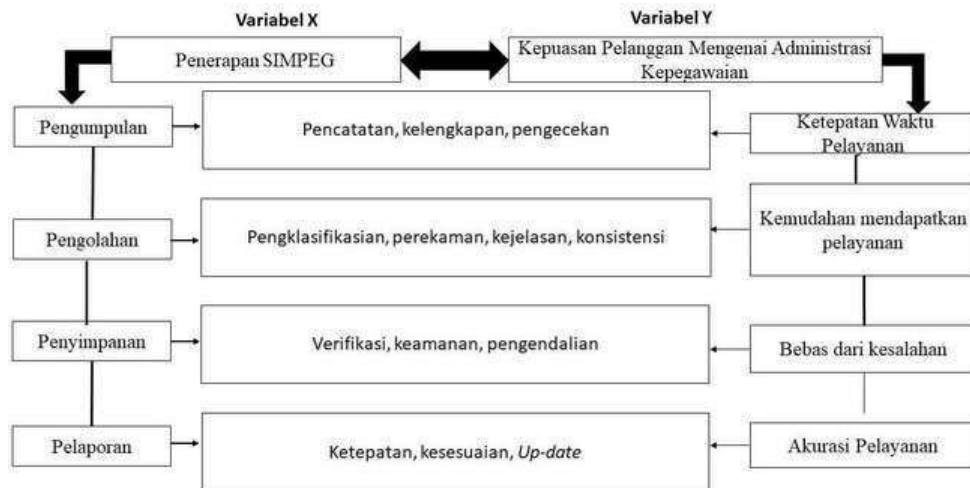 Variabel X
Variabel Y
Penerapan SIMPEG
Kepuasan Pelanggan Mengenai Administrasi
Kepegawaian
Pengumpulan
Pencatatan, kelengkapan, pengecekan
Ketepatan Waktu
Pelayanan
Pengolahan
Pengklasifikasian, perekaman, kejelasan, konsistensi
Kemudahan mendapatkan
pelayanan
Penyimpanan
Verifikasi, keamanan, pengendalian
Bebas dari kesalahan
Pelaporan
Ketepatan, kesesuaian, Up-date
Akurasi Pelayanan